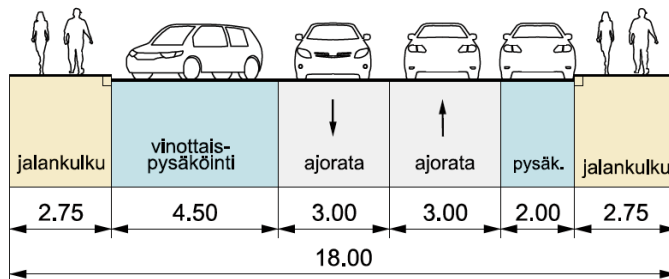 vinottais-
pysäköinti
jalankulku
ajorata
ajorata
pysäk.
jalankulku
2.75
4.50
3.00
3.00
2.00
2.75
18.00